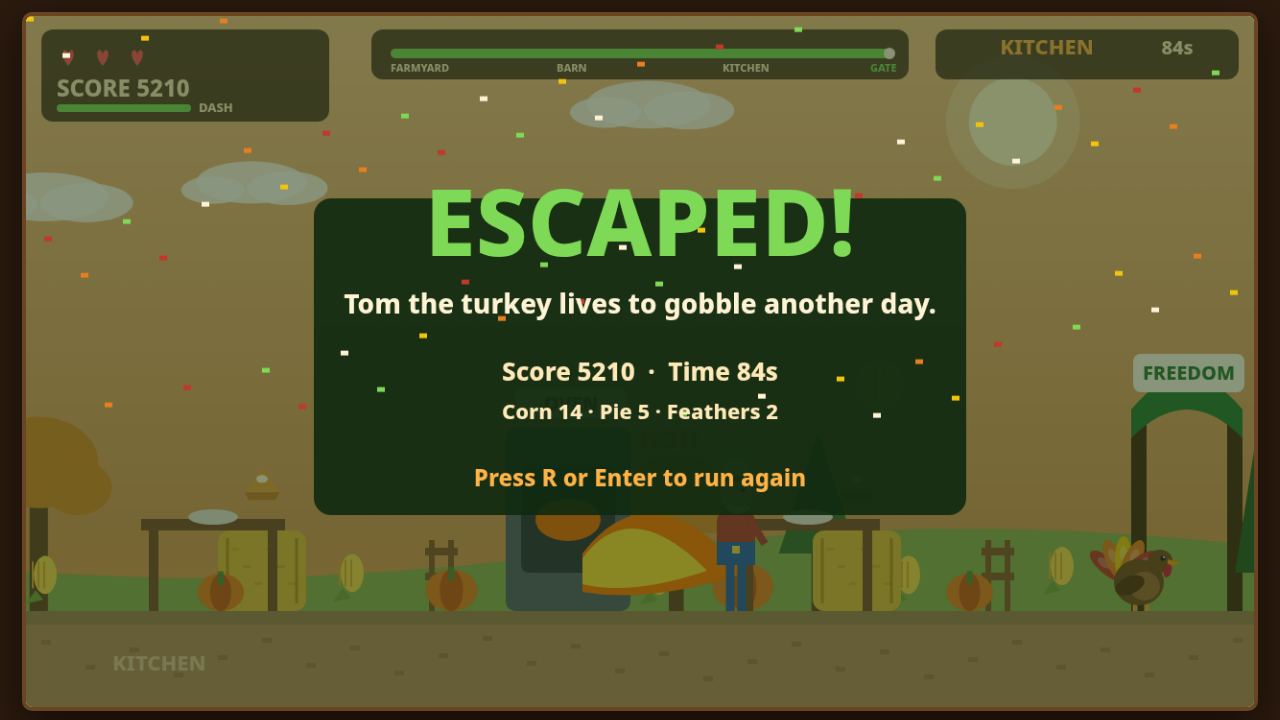 SCORE 5210
DASH
FARMYARD BARN KITCHEN GATE
KITCHEN 84s
ESCAPED!
Tom the turkey lives to gobble another day.
Score 5210 · Time 84s
Corn 14 · Pie 5 · Feathers 2
Press R or Enter to run again
FREEDOM
OVEN
KITCHEN